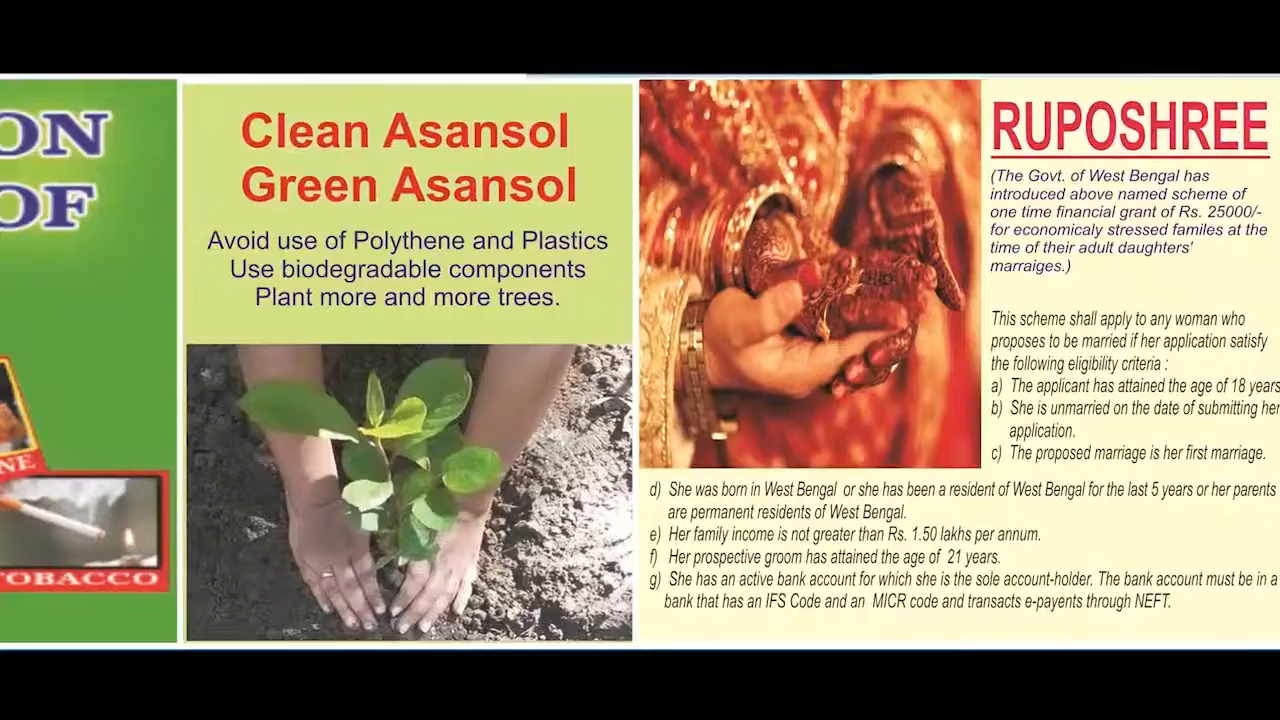 ON
OF
NE
TOBACCO
Clean Asansol
Green Asansol
Avoid use of Polythene and Plastics
Use biodegradable components
Plant more and more trees.
RUPOSHREE
(The Govt. of West Bengal has
introduced above named scheme of
one time financial grant of Rs. 25000/-
for economicaly stressed familes at the
time of their adult daughters'
marraiges.)
This scheme shall apply to any woman who
proposes to be married if her application satisfy
the following eligibility criteria :
a) The applicant has attained the age of 18 years
b) She is unmarried on the date of submitting her
application.
c) The proposed marriage is her first marriage.
d) She was born in West Bengal or she has been a resident of West Bengal for the last 5 years or her parents
are permanent residents of West Bengal.
e) Her family income is not greater than Rs. 1.50 lakhs per annum.
f) Her prospective groom has attained the age of 21 years.
g) She has an active bank account for which she is the sole account-holder. The bank account must be in a
bank that has an IFS Code and an MICR code and transacts e-payents through NEFT.